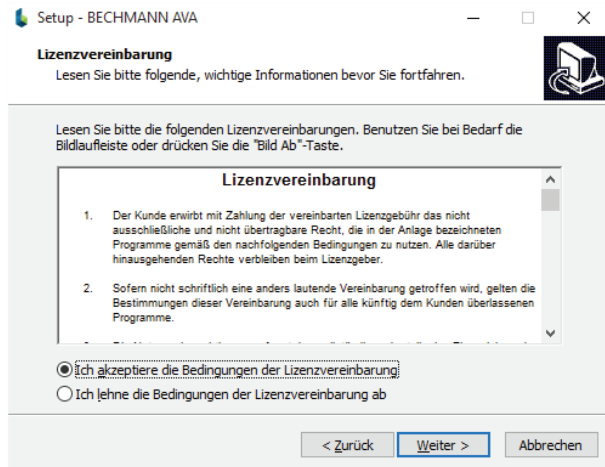 Setup - BECHMANN AVA
Lizenzvereinbarung
Lesen Sie bitte folgende, wichtige Informationen bevor Sie fortfahren.
Lesen Sie bitte die folgenden Lizenzvereinbarungen. Benutzen Sie bei Bedarf die
Bildlaufleiste oder drücken Sie die "Bild Ab"-Taste.
Lizenzvereinbarung
1. Der Kunde erwirbt mit Zahlung der vereinbarten Lizenzgebühr das nicht
ausschließliche und nicht übertragbare Recht, die in der Anlage bezeichneten
Programme gemäß den nachfolgenden Bedingungen zu nutzen. Alle darüber
hinausgehenden Rechte verbleiben beim Lizenzgeber.
2. Sofern nicht schriftlich eine anders lautende Vereinbarung getroffen wird, gelten die
Bestimmungen dieser Vereinbarung auch für alle künftig dem Kunden überlassenen
Programme.
Ich akzeptiere die Bedingungen der Lizenzvereinbarung
Ich lehne die Bedingungen der Lizenzvereinbarung ab
< Zurück Weiter > Abbrechen